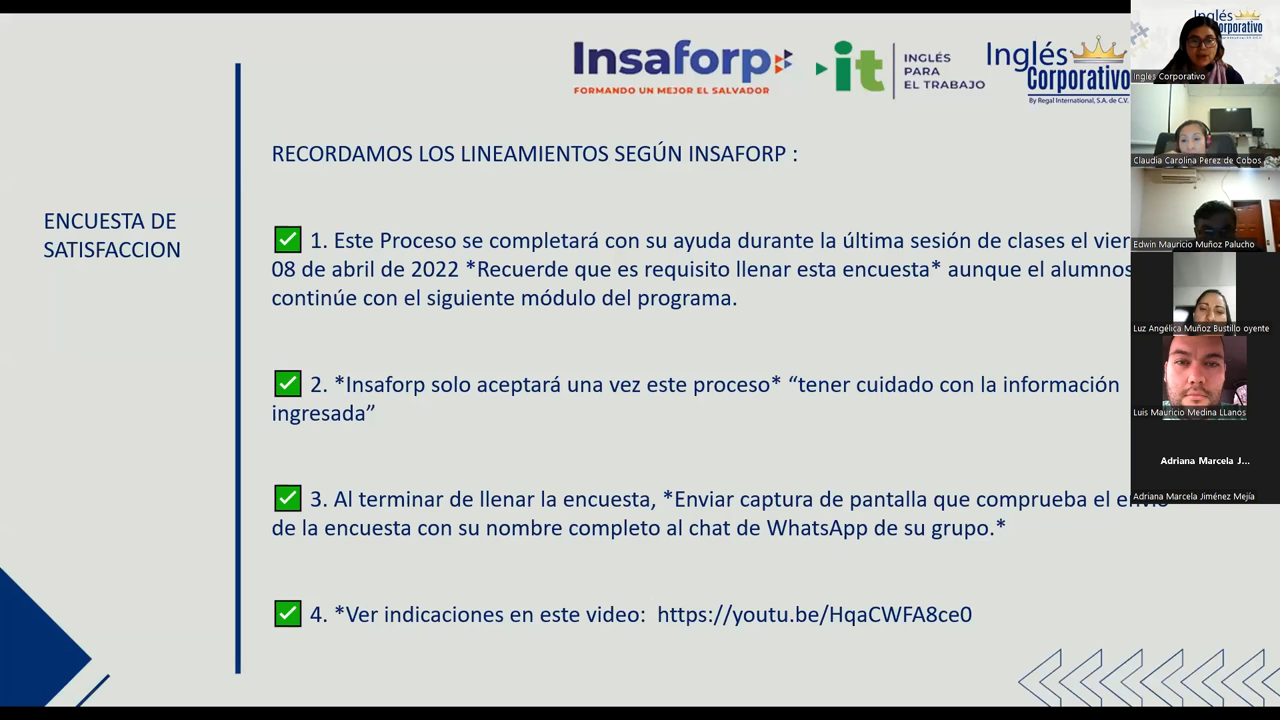 Insaforp
FORMANDO UN MEJOR EL SALVADOR
it
INGLÉS
PARA
EL TRABAJO
Inglés
Corporativo
By Regal International, S.A. de C.V.
RECORDAMOS LOS LINEAMIENTOS SEGÚN INSAFORP :
ENCUESTA DE
SATISFACCION
1. Este Proceso se completará con su ayuda durante la última sesión de clases el vier
08 de abril de 2022 *Recuerde que es requisito llenar esta encuesta* aunque el alumnos
continúe con el siguiente módulo del programa.
2. *Insaforp solo aceptará una vez este proceso* “tener cuidado con la información
ingresada”
3. Al terminar de llenar la encuesta, *Enviar captura de pantalla que comprueba el envío
de la encuesta con su nombre completo al chat de WhatsApp de su grupo.*
4. *Ver indicaciones en este video: https://youtu.be/HqaCWFA8ce0
Inglés
orporativo
Ingles Corporativo
Claudia Carolina Perez de Cobos
Edwin Mauricio Muñoz Palucho
Luz Angélica Muñoz Bustillo oyente
Luis Mauricio Medina LLanos
Adriana Marcela J...
Adriana Marcela Jiménez Mejía